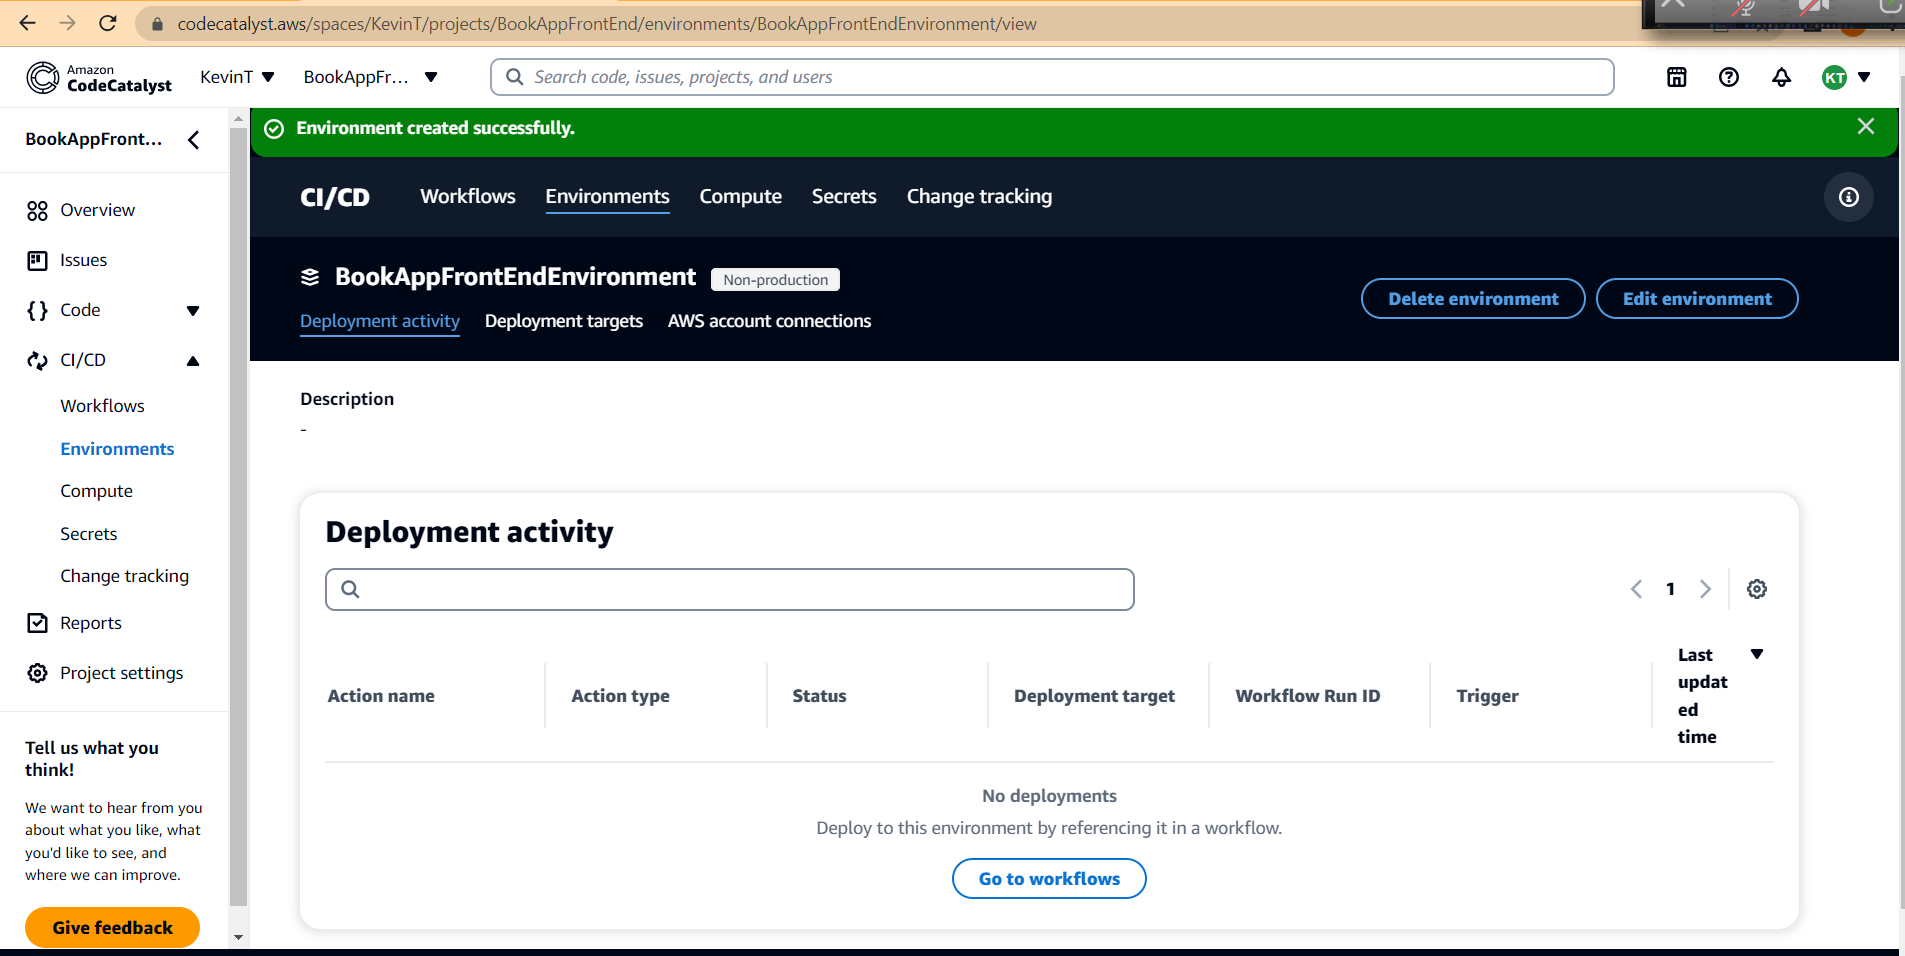 codecatalyst.aws/spaces/KevinT/projects/BookAppFrontEnd/environments/BookAppFrontEndEnvironment/view
Amazon
CodeCatalyst
KevinT
BookAppFr...
Search code, issues, projects, and users
KT
BookAppFront...
Environment created successfully.
CI/CD
Workflows
Environments
Compute
Secrets
Change tracking
BookAppFrontEndEnvironment
Non-production
Delete environment
Edit environment
Deployment activity
Deployment targets
AWS account connections
Overview
Issues
Code
CI/CD
Workflows
Environments
Compute
Secrets
Change tracking
Reports
Project settings
Tell us what you
think!
We want to hear from you
about what you like, what
you'd like to see, and
where we can improve.
Give feedback
Description
-
Deployment activity
1
Action name
Action type
Status
Deployment target
Workflow Run ID
Trigger
Last
updat
ed
time
No deployments
Deploy to this environment by referencing it in a workflow.
Go to workflows